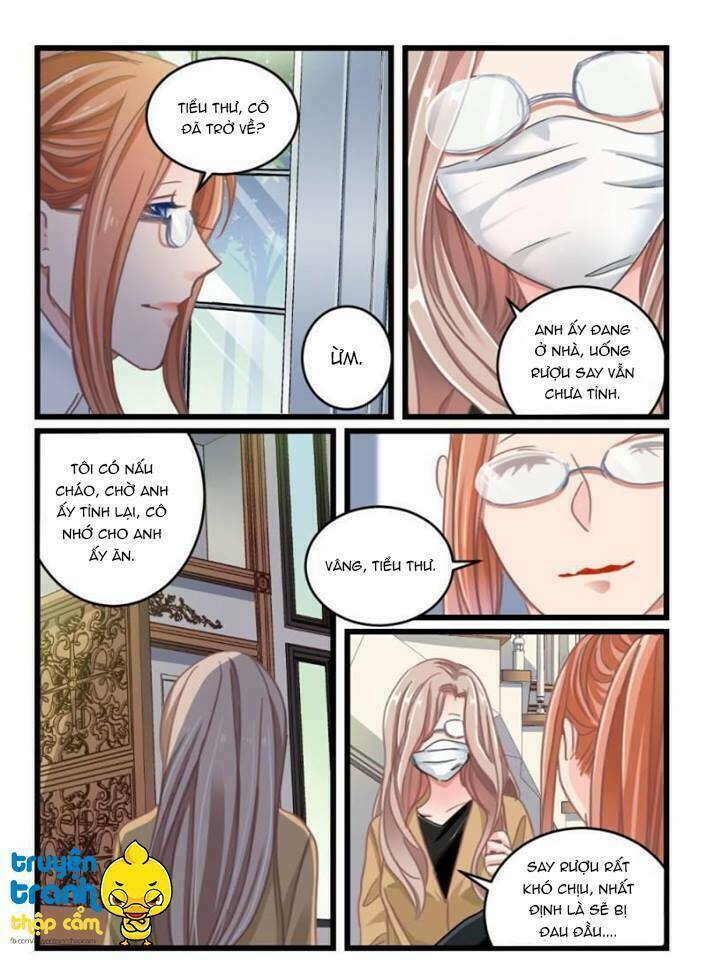 TIỂU THƯ, CÔ
ĐÃ TRỞ VỀ?
ỪM.
ANH ẤY ĐANG
Ở NHÀ, UỐNG
RƯỢU SAY VẪN
CHƯA TỈNH.
TÔI CÓ NẤU
CHÁO, CHỜ ANH
ẤY TỈNH LẠI, CÔ
NHỚ CHO ANH
ẤY ĂN.
VÂNG, TIỂU THƯ.
SAY RƯỢU RẤT
KHÓ CHỊU, NHẤT
ĐỊNH LÀ SẼ BỊ
ĐAU ĐẦU....
truyện
tranh
thập cẩm